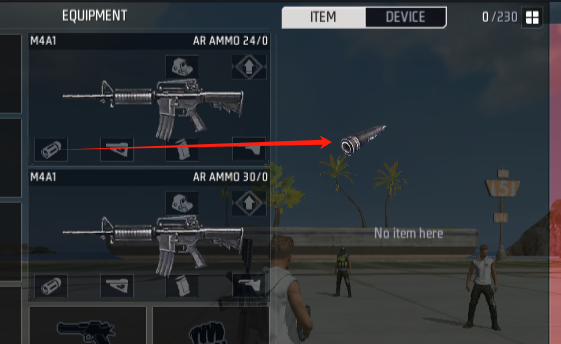 EQUIPMENT
ITEM
DEVICE
0/230
M4A1
AR AMMO 24/0
M4A1
AR AMMO 30/0
No item here